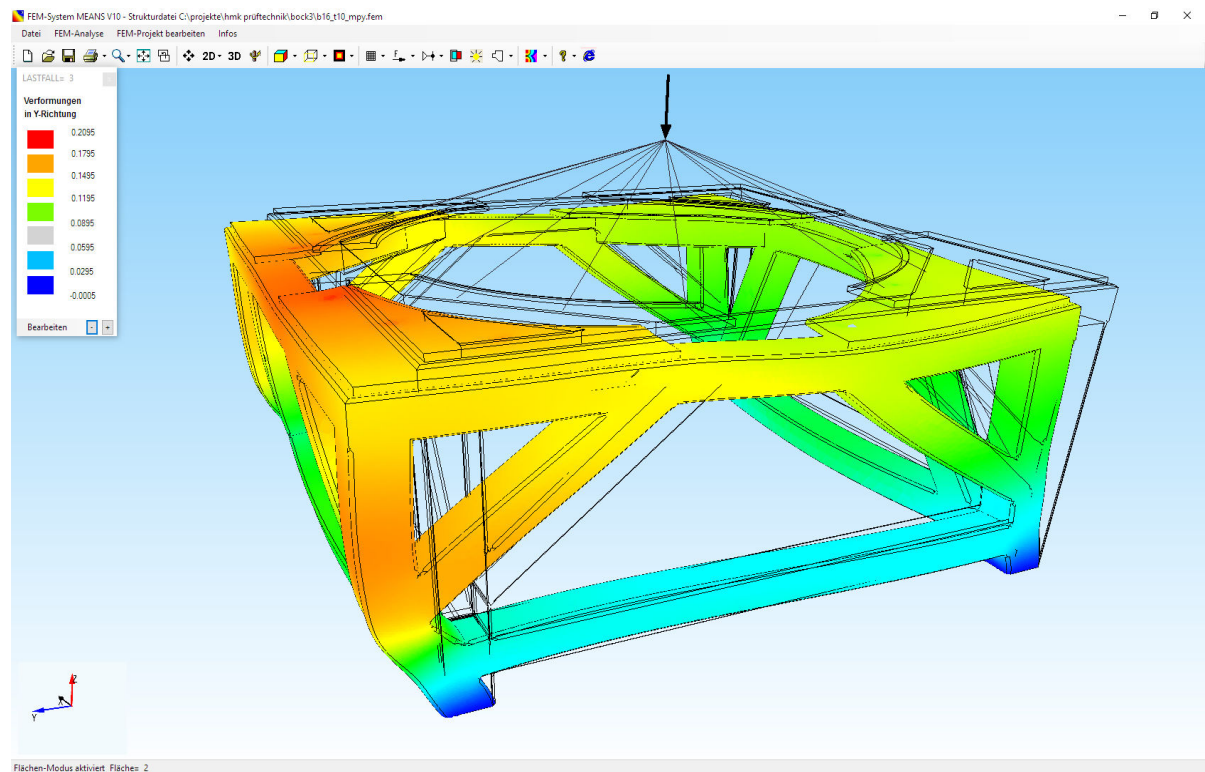 FEM-System MEANS V10 - Strukturdatei C:\projekte\hmk prüftechnik\bock3\b16_t10_mpy.fem
Datei FEM-Analyse FEM-Projekt bearbeiten Infos
2D 3D
LASTFALL= 3
Verformungen
in Y-Richtung
0.2095
0.1795
0.1495
0.1195
0.0895
0.0595
0.0295
-0.0005
Bearbeiten - +
Z
X
Y
Flächen-Modus aktiviert Fläche= 2